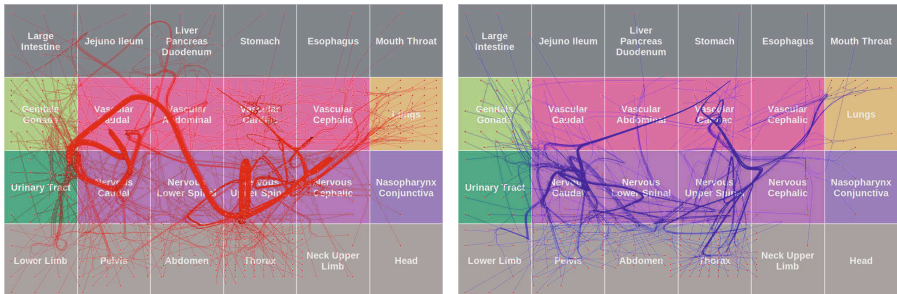 Large
Intestine
Jejuno Ileum
Liver
Pancreas
Duodenum
Stomach
Esophagus
Mouth Throat
Genitals
Gonads
Vascular
Caudal
Vascular
Abdominal
Vascular
Cardiac
Vascular
Cephalic
Lungs
Urinary Tract
Nervous
Caudal
Nervous
Lower Spinal
Nervous
Upper Spinal
Nervous
Cephalic
Nasopharynx
Conjunctiva
Lowor Limb
Pelvis
Abdomen
Thorax
Neck Upper
Limb
Head
Large
Intestine
Jejuno Ileum
Liver
Pancreas
Duodenum
Stomach
Esophagus
Mouth Throat
Genitals
Gonads
Vascular
Caudal
Vascular
Abdominal
Vascular
Cardiac
Vascular
Cephalic
Lungs
Urinary Tract
Nervous
Caudal
Nervous
Lower Spinal
Nervous
Upper Spinal
Nervous
Cephalic
Nasopharynx
Conjunctiva
Lower Limb
Pelvis
Abdomen
Thorax
Neck Upper
Limb
Head